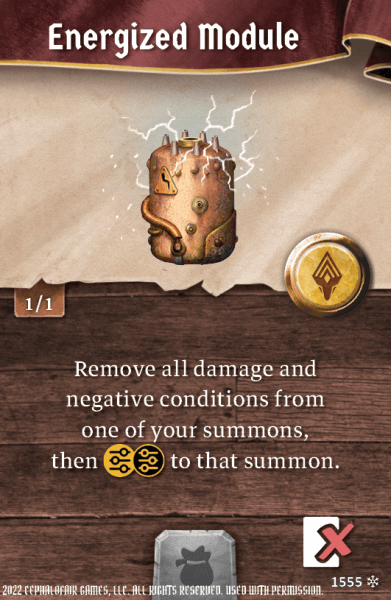 Energized Module
1/1
Remove all damage and
negative conditions from
one of your summons,
then to that summon.
1555
2022 CEPHALOFAIR GAMES, LLC. ALL RIGHTS RESERVED. USED WITH PERMISSION.